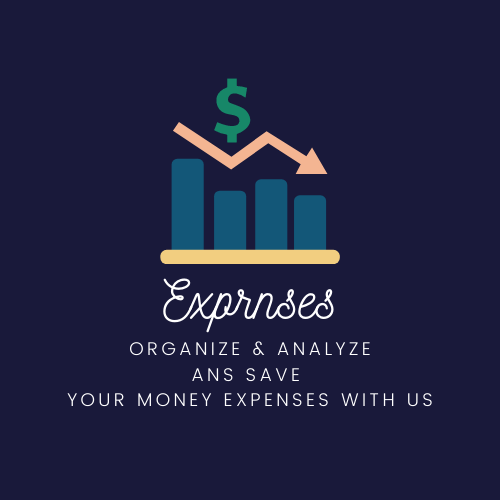 $
Exprnses
ORGANIZE & ANALYZE
ANS SAVE
YOUR MONEY EXPENSES WITH US